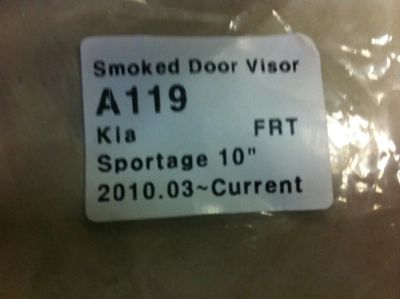 Smoked Door Visor
A119
Kia FRT
Sportage 10"
2010.03~Current